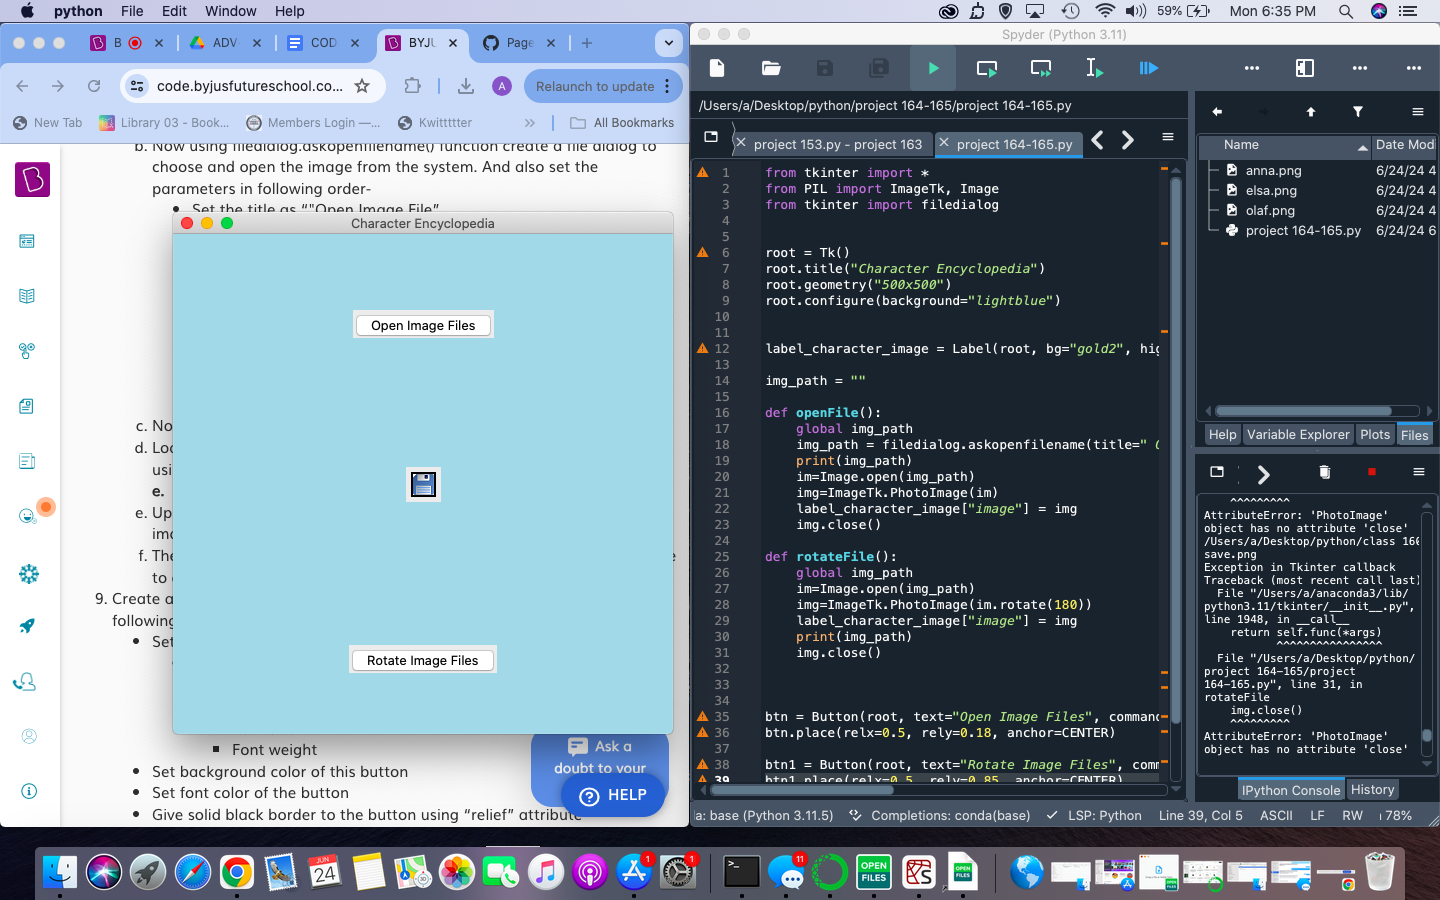 python File Edit Window Help
59% Mon 6:35 PM
B
ADV
COD
BYJU
Page
code.byjusfutureschool.co...
A
Relaunch to update
New Tab
Library 03 - Book...
Members Login —...
Kwittttter
All Bookmarks
b. Now using filedialog.askopenfilename() function create a file dialog to
choose and open the image from the system. And also set the
parameters in following order-
Set the title as “"Open Image File”
c. No
d. Loc
usi
e.
e. Up
imo
f. The
to
9. Create a
following
Set
Font weight
Set background color of this button
Set font color of the button
Give solid black border to the button using “relief” attribute
Ask a
doubt to your
HELP
Character Encyclopedia
Open Image Files
Rotate Image Files
Spyder (Python 3.11)
/Users/a/Desktop/python/project 164-165/project 164-165.py
project 153.py - project 163
project 164-165.py
1 from tkinter import *
2 from PIL import ImageTk, Image
3 from tkinter import filedialog
4
5
6 root = Tk()
7 root.title("Character Encyclopedia")
8 root.geometry("500x500")
9 root.configure(background="lightblue")
10
11
12 label_character_image = Label(root, bg="gold2", hig
13
14 img_path = ""
15
16 def openFile():
17 global img_path
18 img_path = filedialog.askopenfilename(title=" O
19 print(img_path)
20 im=Image.open(img_path)
21 img=ImageTk.PhotoImage(im)
22 label_character_image["image"] = img
23 img.close()
24
25 def rotateFile():
26 global img_path
27 im=Image.open(img_path)
28 img=ImageTk.PhotoImage(im.rotate(180))
29 label_character_image["image"] = img
30 print(img_path)
31 img.close()
32
33
34
35 btn = Button(root, text="Open Image Files", command
36 btn.place(relx=0.5, rely=0.18, anchor=CENTER)
37
38 btn1 = Button(root, text="Rotate Image Files", comm
39 btn1.place(relx=0.5, rely=0.85, anchor=CENTER)
Name Date Mod
anna.png 6/24/24 4
elsa.png 6/24/24 4
olaf.png 6/24/24 4
project 164-165.py 6/24/24 6
Help Variable Explorer Plots Files
^^^^^^^^^
AttributeError: 'PhotoImage'
object has no attribute 'close'
/Users/a/Desktop/python/class 166
save.png
Exception in Tkinter callback
Traceback (most recent call last)
File "/Users/a/anaconda3/lib/
python3.11/tkinter/__init__.py",
line 1948, in __call__
return self.func(*args)
^^^^^^^^^^^^^^^^
File "/Users/a/Desktop/python/
project 164-165/project
164-165.py", line 31, in
rotateFile
img.close()
^^^^^^^^^
AttributeError: 'PhotoImage'
object has no attribute 'close'
IPython Console History
a: base (Python 3.11.5) Completions: conda(base) LSP: Python Line 39, Col 5 ASCII LF RW 78%
JUN
24
1
1
11
OPEN
FILES
OPEN
FILES